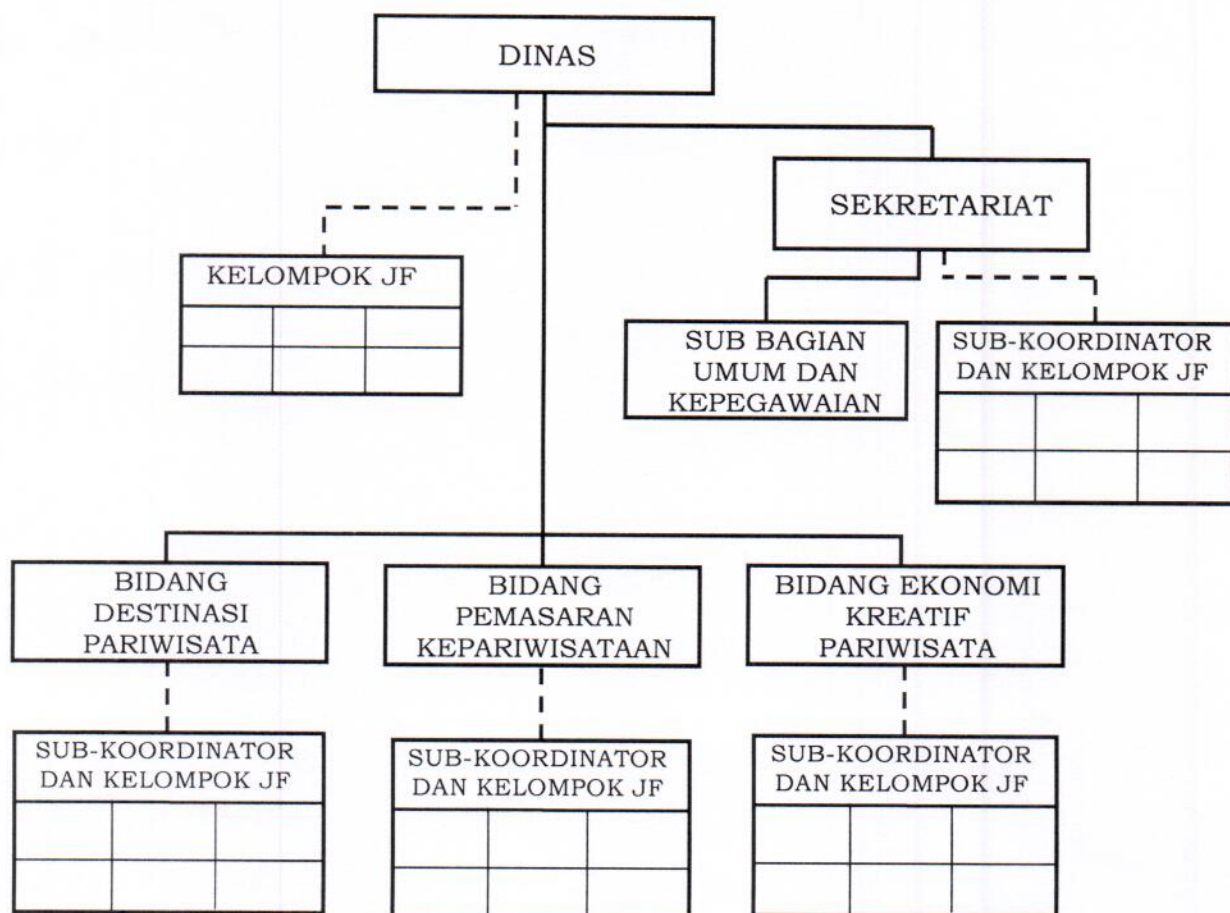 DINAS
SEKRETARIAT
KELOMPOK JF
SUB BAGIAN
UMUM DAN
KEPEGAWAIAN
SUB-KOORDINATOR
DAN KELOMPOK JF
BIDANG
DESTINASI
PARIWISATA
BIDANG
PEMASARAN
KEPARIWISATAAN
BIDANG EKONOMI
KREATIF
PARIWISATA
SUB-KOORDINATOR
DAN KELOMPOK JF
SUB-KOORDINATOR
DAN KELOMPOK JF
SUB-KOORDINATOR
DAN KELOMPOK JF